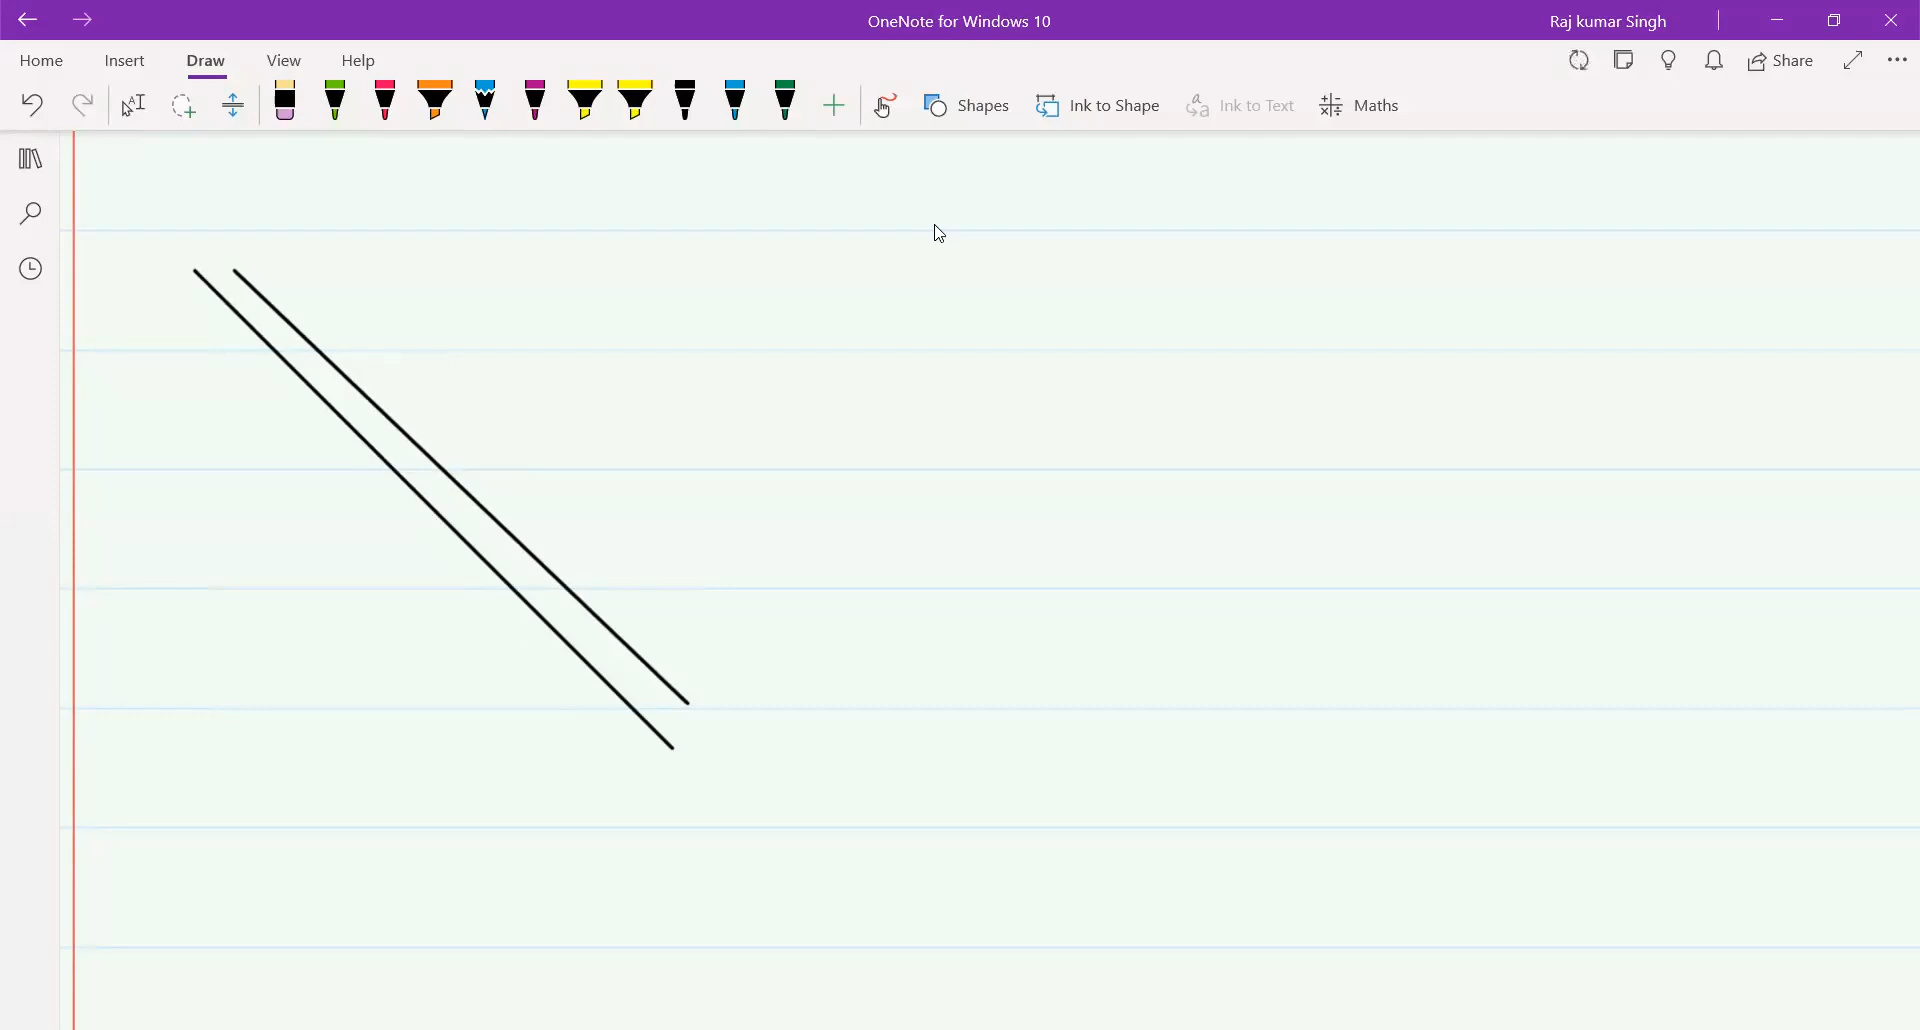 OneNote for Windows 10
Raj kumar Singh
Home Insert Draw View Help
Share
Shapes Ink to Shape Ink to Text Maths